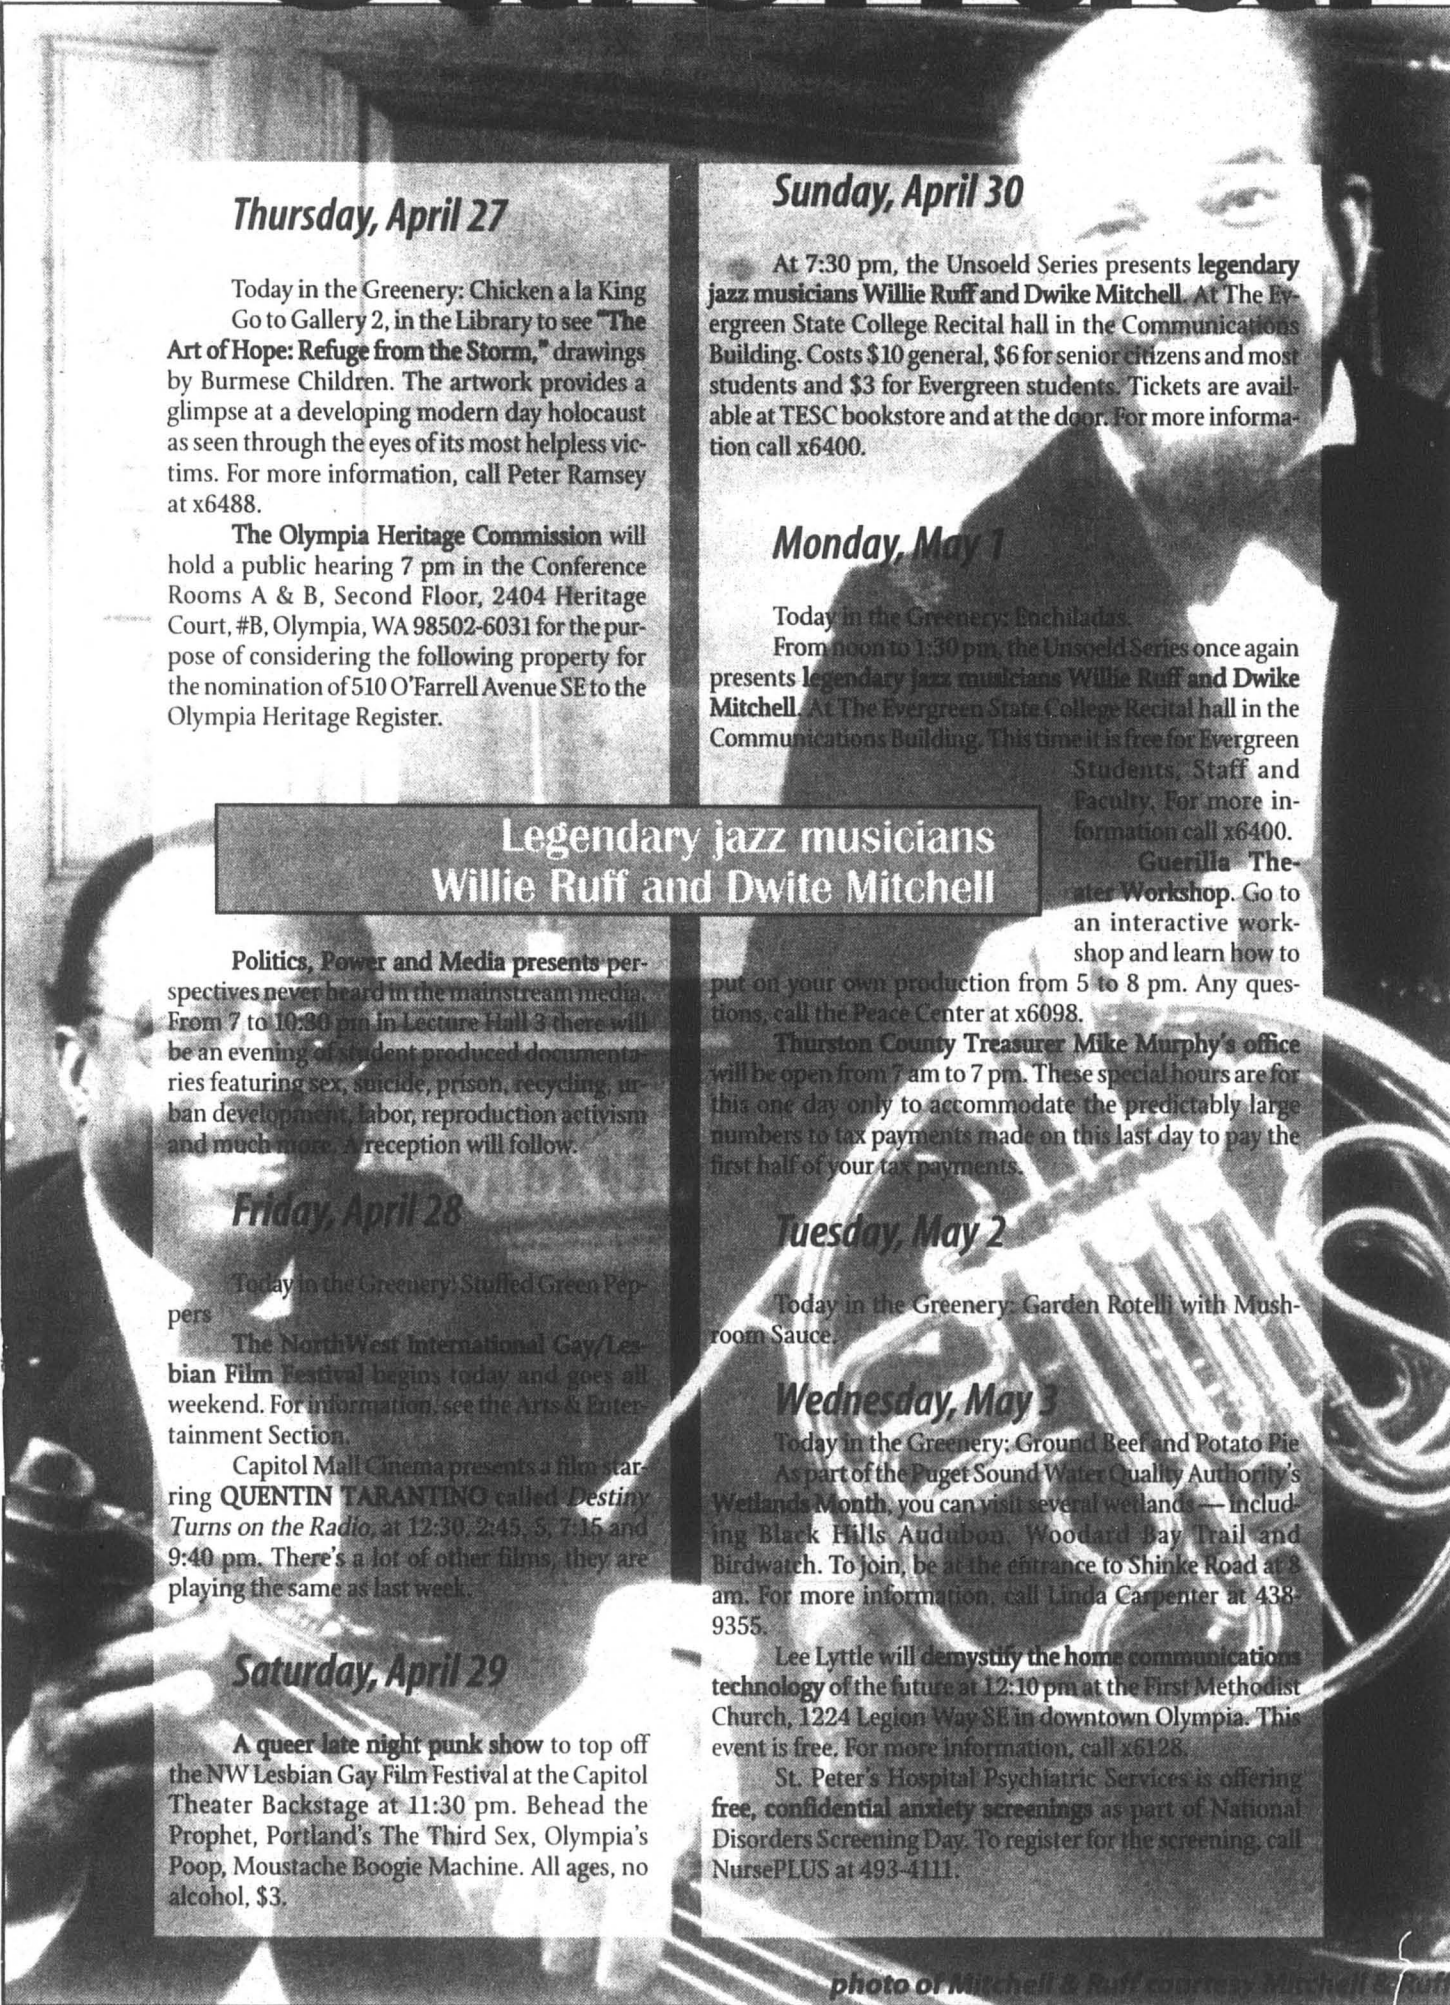 Thursday, April 27
Today in the Greenery: Chicken a la King
Go to Gallery 2, in the Library to see "The
Art of Hope: Refuge from the Storm," drawings
by Burmese Children. The artwork provides a
glimpse at a developing modern day holocaust
as seen through the eyes of its most helpless vic-
tims. For more information, call Peter Ramsey
at x6488.
The Olympia Heritage Commission will
hold a public hearing 7 pm in the Conference
Rooms A & B, Second Floor, 2404 Heritage
Court, #B, Olympia, WA 98502-6031 for the pur-
pose of considering the following property for
the nomination of 510 O'Farrell Avenue SE to the
Olympia Heritage Register.
Legendary jazz musicians
Willie Ruff and Dwite Mitchell
Politics, Power and Media presents per-
spectives never heard in the mainstream media.
From 7 to 10:30 pm in Lecture Hall 3 there will
be an evening of student produced documenta-
ries featuring sex, suicide, prison, recycling, ur-
ban development, labor, reproduction activism
and much more. A reception will follow.
Friday, April 28
Today in the Greenery: Stuffed Green Pep-
pers
The NorthWest International Gay/Les-
bian Film Festival begins today and goes all
weekend. For information, see the Arts & Enter-
tainment Section.
Capitol Mall Cinema presents a film star-
ring QUENTIN TARANTINO called Destiny
Turns on the Radio, at 12:30, 2:45, 5, 7:15 and
9:40 pm. There's a lot of other films, they are
playing the same as last week.
Saturday, April 29
A queer late night punk show to top off
the NW Lesbian Gay Film Festival at the Capitol
Theater Backstage at 11:30 pm. Behead the
Prophet, Portland's The Third Sex, Olympia's
Poop, Moustache Boogie Machine. All ages, no
alcohol, $3.
Sunday, April 30
At 7:30 pm, the Unsoeld Series presents legendary
jazz musicians Willie Ruff and Dwike Mitchell. At The Ev-
ergreen State College Recital hall in the Communications
Building. Costs $10 general, $6 for senior citizens and most
students and $3 for Evergreen students. Tickets are avail-
able at TESC bookstore and at the door. For more informa-
tion call x6400.
Monday, May 1
Today in the Greenery: Enchiladas.
From noon to 1:30 pm, the Unsoeld Series once again
presents legendary jazz musicians Willie Ruff and Dwike
Mitchell. At The Evergreen State College Recital hall in the
Communications Building. This time it is free for Evergreen
Students, Staff and
Faculty. For more in-
formation call x6400.
Guerilla The-
ater Workshop. Go to
an interactive work-
shop and learn how to
put on your own production from 5 to 8 pm. Any ques-
tions, call the Peace Center at x6098.
Thurston County Treasurer Mike Murphy's office
will be open from 7 am to 7 pm. These special hours are for
this one day only to accommodate the predictably large
numbers to tax payments made on this last day to pay the
first half of your tax payments.
Tuesday, May 2
Today in the Greenery: Garden Rotelli with Mush-
room Sauce.
Wednesday, May 3
Today in the Greenery: Ground Beef and Potato Pie
As part of the Puget Sound Water Quality Authority's
Wetlands Month, you can visit several wetlands — includ-
ing Black Hills Audubon, Woodard Bay Trail and
Birdwatch. To join, be at the entrance to Shinke Road at 8
am. For more information, call Linda Carpenter at 438-
9355.
Lee Lyttle will demystify the home communications
technology of the future at 12:10 pm at the First Methodist
Church, 1224 Legion Way SE in downtown Olympia. This
event is free. For more information, call x6128.
St. Peter's Hospital Psychiatric Services is offering
free, confidential anxiety screenings as part of National
Disorders Screening Day. To register for the screening, call
NursePLUS at 493-4111.
photo of Mitchell & Ruff courtesy Mitchell & Ruff